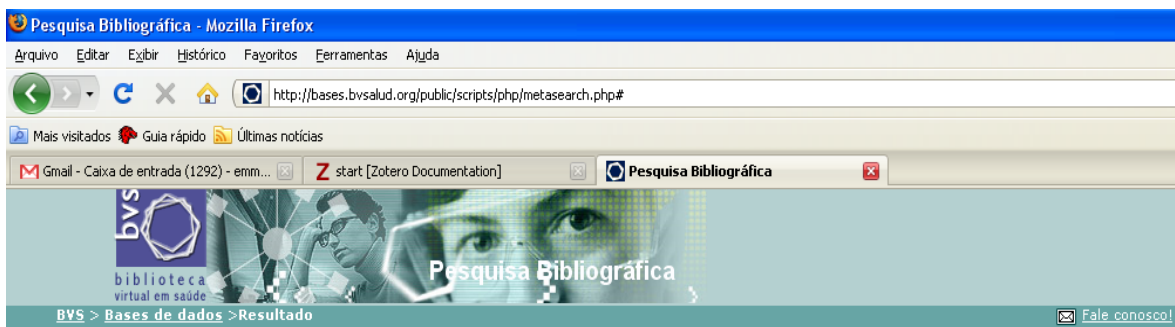 Pesquisa Bibliográfica - Mozilla Firefox
Arquivo Editar Exibir Histórico Favoritos Ferramentas Ajuda
http://bases.bvsalud.org/public/scripts/php/metasearch.php#
Mais visitados Guia rápido Últimas notícias
Gmail - Caixa de entrada (1292) - emm... Z start [Zotero Documentation] Pesquisa Bibliográfica
bvs
biblioteca
virtual em saúde
Pesquisa Bibliográfica
BVS > Bases de dados >Resultado Fale conosco!